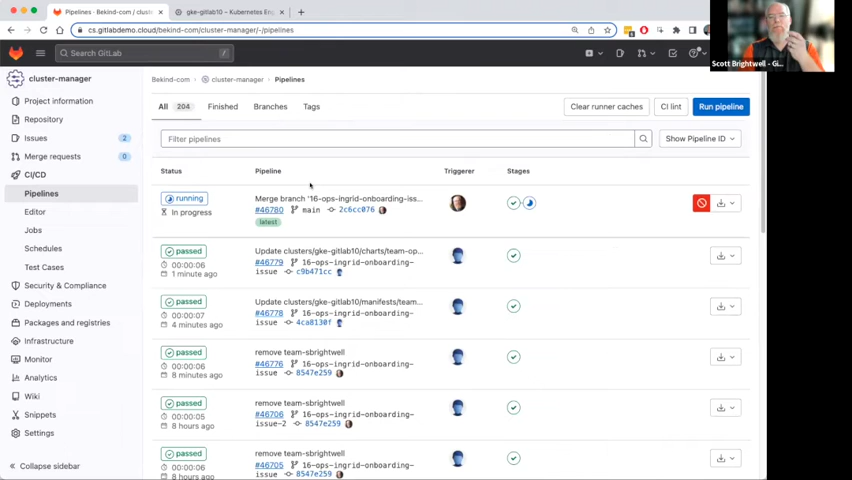 Pipelines · Bekind-com / cluster
gke-gitlab10 – Kubernetes Eng
cs.gitlabdemo.cloud/bekind-com/cluster-manager/-/pipelines
Search GitLab
/
Scott Brightwell - Gi...
cluster-manager
Project information
Repository
Issues
2
Merge requests
0
CI/CD
Pipelines
Editor
Jobs
Schedules
Test Cases
Security & Compliance
Deployments
Packages and registries
Infrastructure
Monitor
Analytics
Wiki
Snippets
Settings
Collapse sidebar
Bekind-com › cluster-manager › Pipelines
All 204
Finished
Branches
Tags
Clear runner caches
CI lint
Run pipeline
Filter pipelines
Show Pipeline ID
Status
Pipeline
Triggerer
Stages
running
In progress
Merge branch '16-ops-ingrid-onboarding-iss...
#46780 main 2c6cc076
latest
passed
00:00:06
1 minute ago
Update clusters/gke-gitlab10/charts/team-op...
#46779 16-ops-ingrid-onboarding-
issue c9b471cc
passed
00:00:07
4 minutes ago
Update clusters/gke-gitlab10/manifests/team...
#46778 16-ops-ingrid-onboarding-
issue 4ca8130f
passed
00:00:06
8 minutes ago
remove team-sbrightwell
#46776 16-ops-ingrid-onboarding-
issue 8547e259
passed
00:00:05
8 hours ago
remove team-sbrightwell
#46706 16-ops-ingrid-onboarding-
issue-2 8547e259
passed
00:00:06
8 hours ago
remove team-sbrightwell
#46705 16-ops-ingrid-onboarding-
issue 8547e259